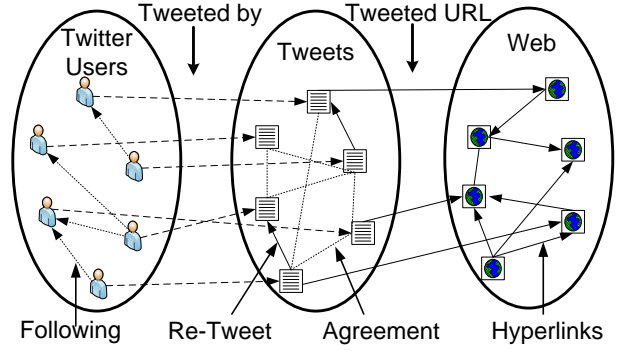 Tweeted by
Tweeted URL
Twitter
Users
Tweets
Web
Following
Re-Tweet
Agreement
Hyperlinks